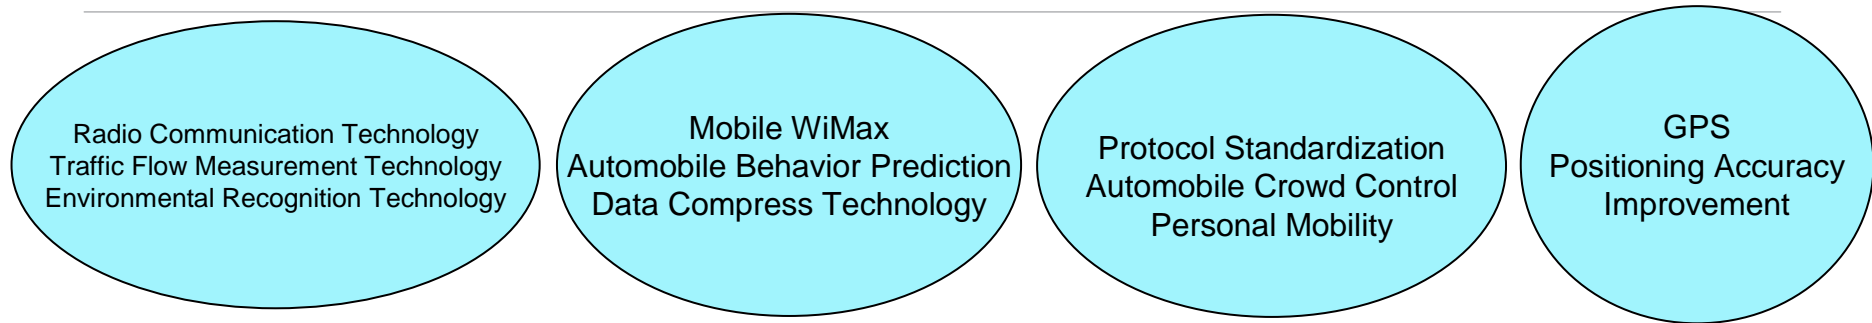 Radio Communication Technology
Traffic Flow Measurement Technology
Environmental Recognition Technology
Mobile WiMax
Automobile Behavior Prediction
Data Compress Technology
Protocol Standardization
Automobile Crowd Control
Personal Mobility
GPS
Positioning Accuracy
Improvement